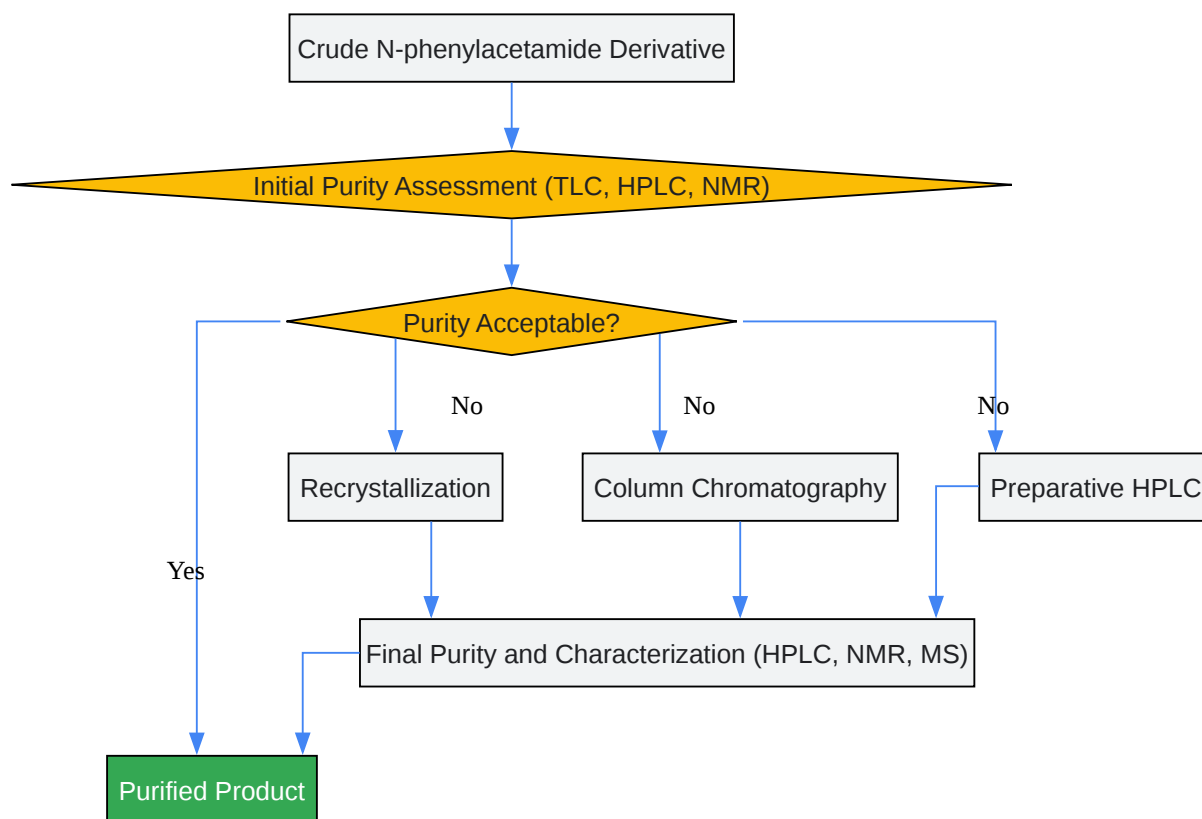 Crude N-phenylacetamide Derivative
Initial Purity Assessment (TLC, HPLC, NMR)
Purity Acceptable?
No
No
No
Recrystallization
Column Chromatography
Preparative HPLC
Yes
Final Purity and Characterization (HPLC, NMR, MS)
Purified Product